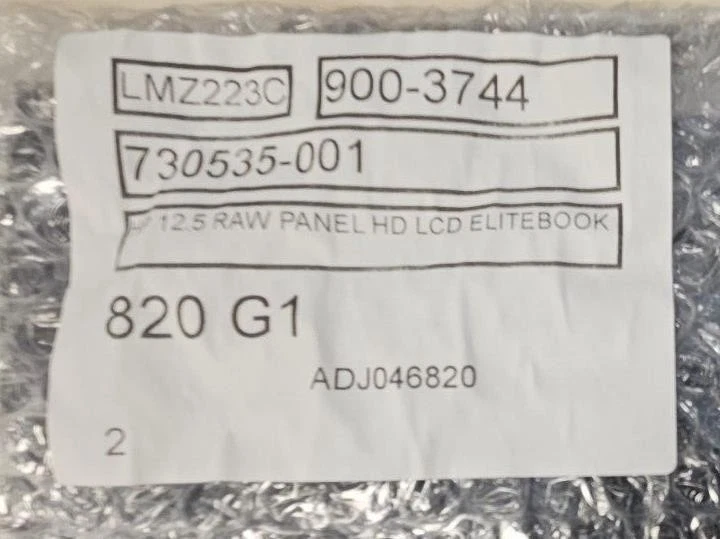 LMZ223C 900-3744
730535-001
12.5 RAW PANEL HD LCD ELITEBOOK
820 G1
ADJ046820
2